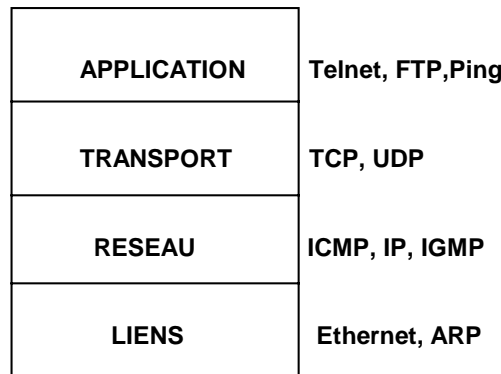 APPLICATION Telnet, FTP,Ping
TRANSPORT TCP, UDP
RESEAU ICMP, IP, IGMP
LIENS Ethernet, ARP